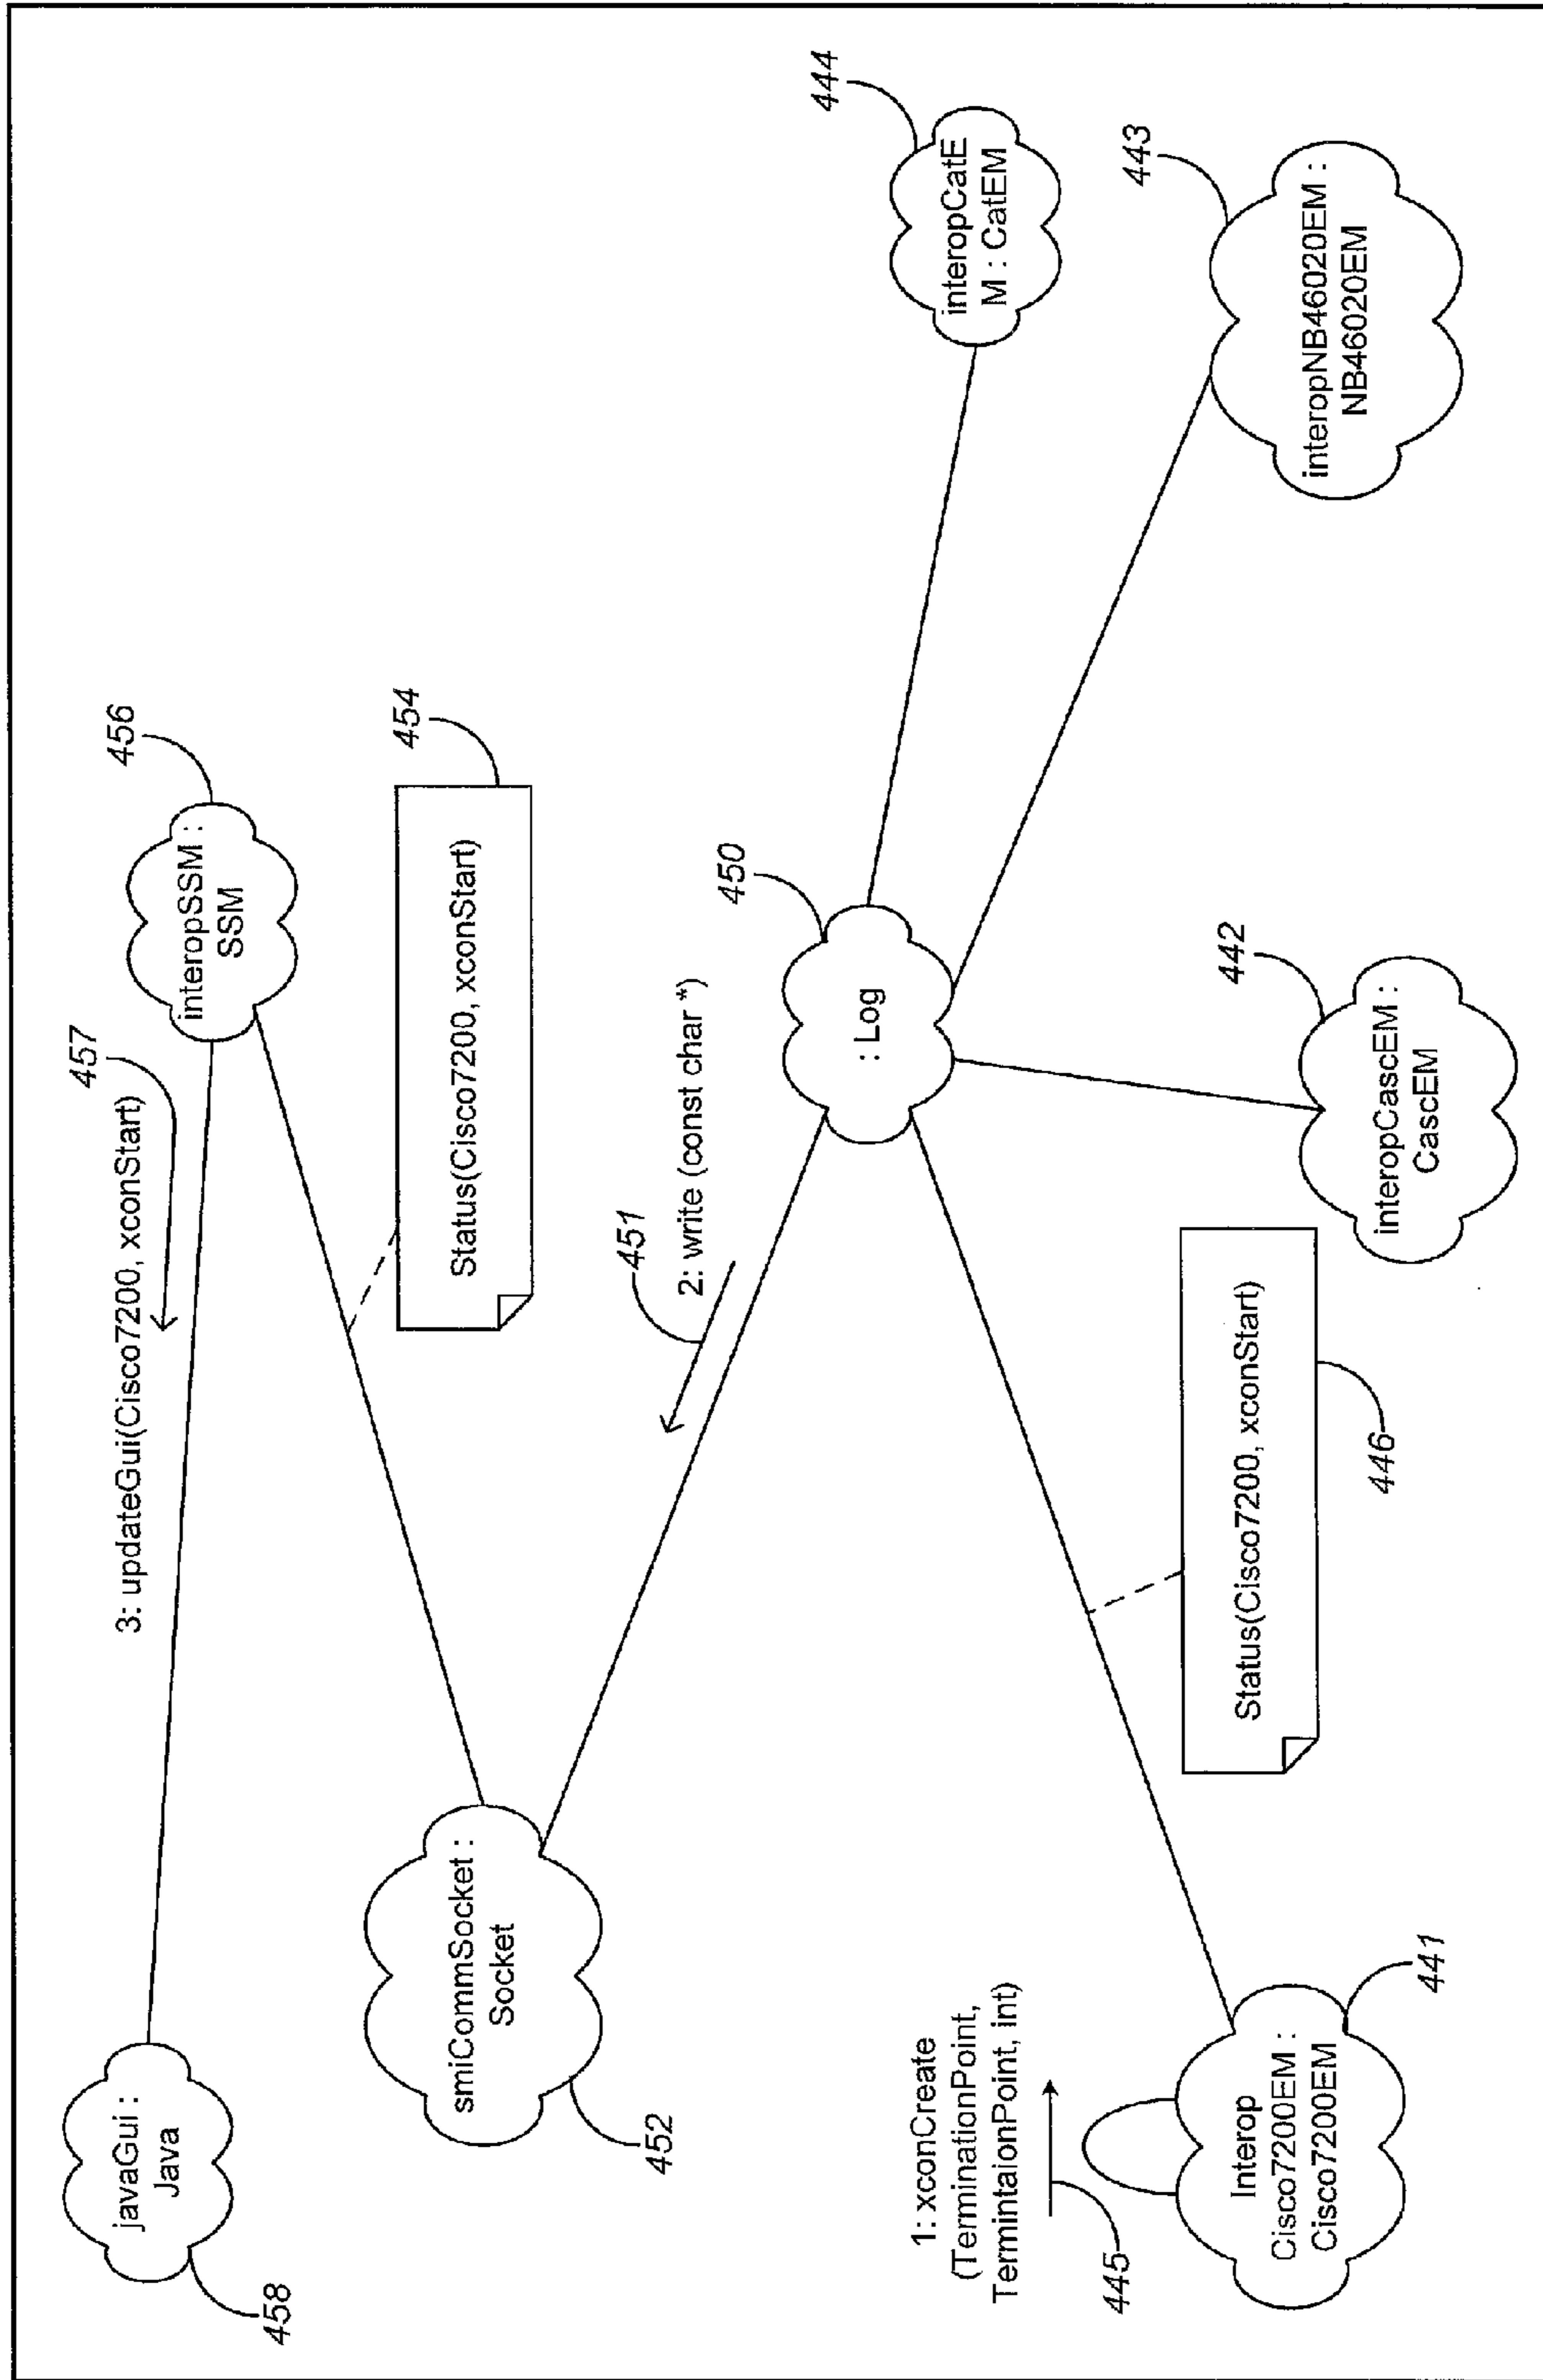 458
javaGui :
Java
3: updateGui(Cisco7200, xconStart)
457
interopSSM :
SSM
456
smiCommSocket :
Socket
452
Status(Cisco7200, xconStart)
454
451
2: write (const char *)
: Log
450
interopCatE
M : CatEM
444
1: xconCreate
(TerminationPoint,
TermintaionPoint, int)
445
Interop
Cisco7200EM :
Cisco7200EM
441
Status(Cisco7200, xconStart)
446
interopCascEM :
CascEM
442
interopNB46020EM :
NB46020EM
443